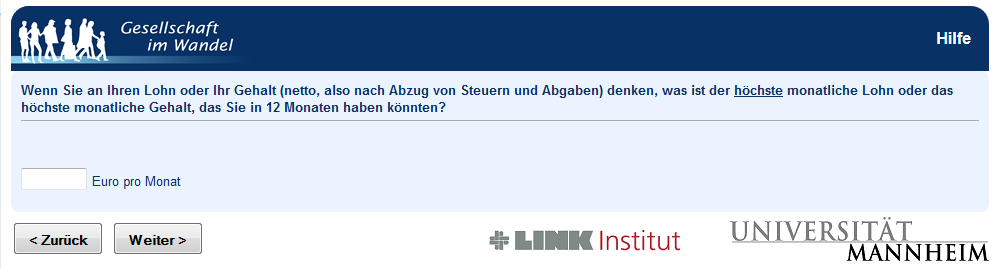 Gesellschaft
im Wandel
Hilfe
Wenn Sie an Ihren Lohn oder Ihr Gehalt (netto, also nach Abzug von Steuern und Abgaben) denken, was ist der höchste monatliche Lohn oder das
höchste monatliche Gehalt, das Sie in 12 Monaten haben könnten?
Euro pro Monat
< Zurück
Weiter >
LINK Institut
UNIVERSITÄT
MANNHEIM